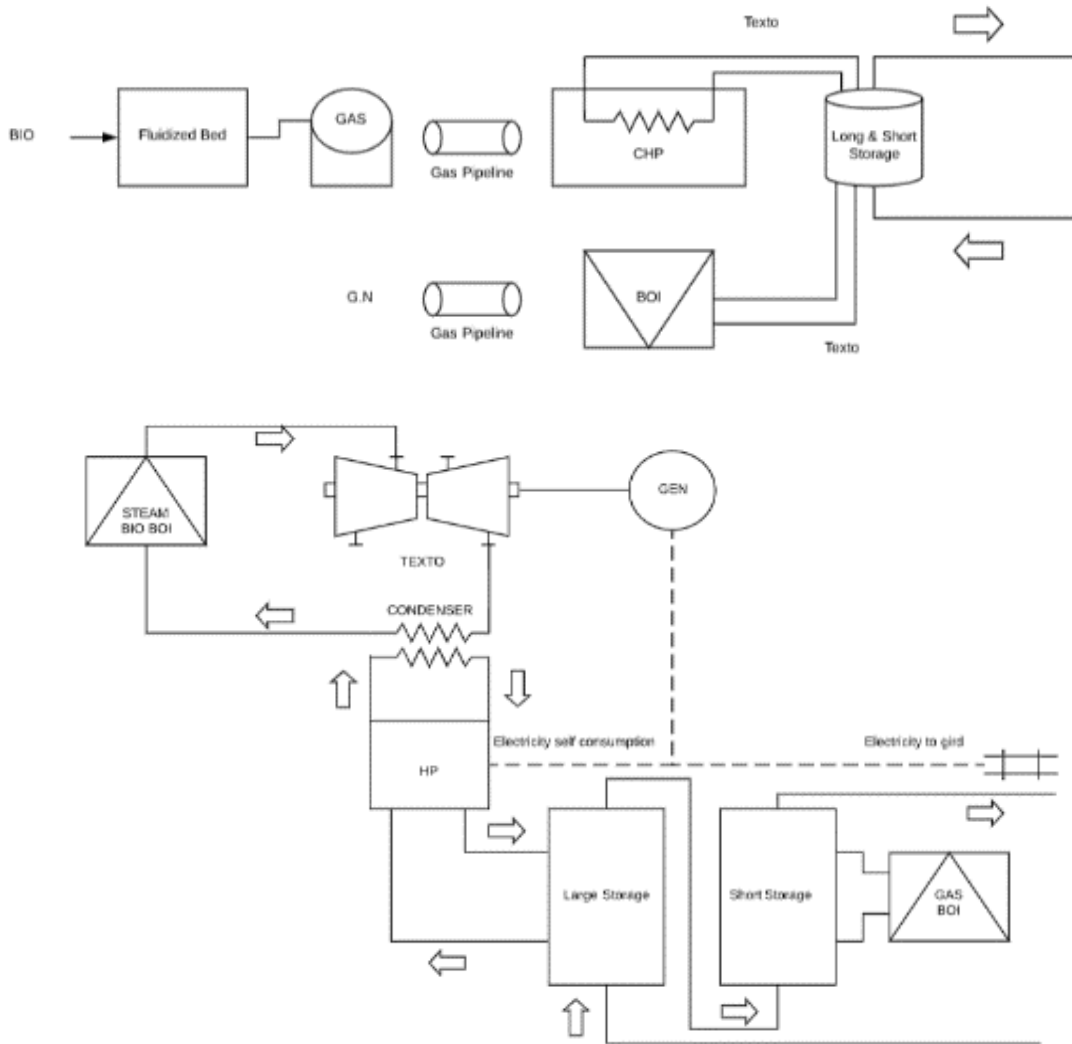 Texto
BIO
Fluidized Bed
GAS
Gas Pipeline
CHP
Long & Short
Storage
G.N
Gas Pipeline
BOI
Texto
STEAM
BIO BOI
TEXTO
GEN
CONDENSER
HP
Electricity self consumption
Electricity to gird
Large Storage
Short Storage
GAS
BOI